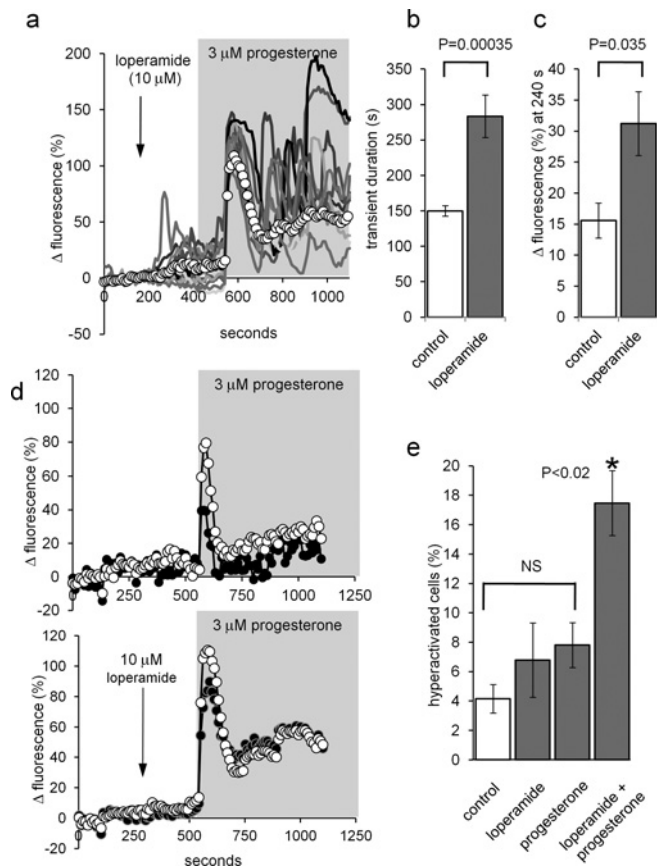 a
loperamide
(10 µM)
3 µM progesterone
200
150
100
50
0
-50
0 200 400 600 800 1000
Δ fluorescence (%)
seconds
b
P=0.00035
350
300
250
200
150
100
50
0
transient duration (s)
control
loperamide
c
P=0.035
40
35
30
25
20
15
10
5
0
Δ fluorescence (%) at 240 s
control
loperamide
d
3 µM progesterone
120
100
80
60
40
20
0
-20
0 250 500 750 1000 1250
Δ fluorescence (%)
3 µM progesterone
10 µM
loperamide
120
100
80
60
40
20
0
-20
0 250 500 750 1000 1250
Δ fluorescence (%)
seconds
e
P<0.02
*
NS
20
18
16
14
12
10
8
6
4
2
0
hyperactivated cells (%)
control
loperamide
progesterone
loperamide +
progesterone